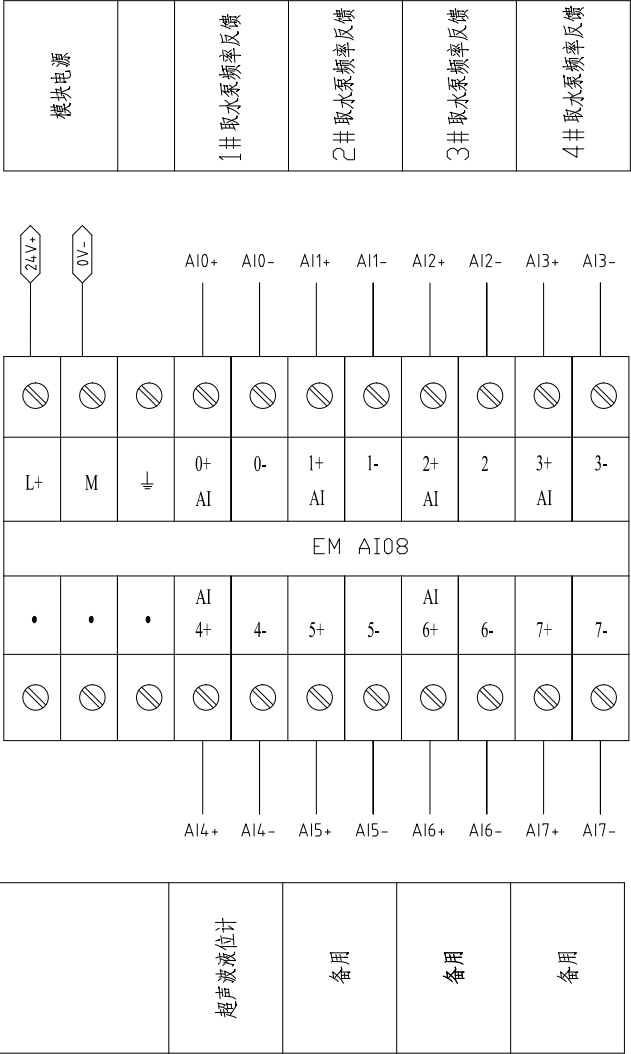 模块电源
1# 取水泵频率反馈
2# 取水泵频率反馈
3# 取水泵频率反馈
4# 取水泵频率反馈
24V+
0V-
AI0+ AI0- AI1+ AI1- AI2+ AI2- AI3+ AI3-
L+ M 0+ 0- 1+ 1- 2+ 2 3+ 3-
AI AI AI AI
EM AI08
AI AI
4+ 4- 5+ 5- 6+ 6- 7+ 7-
AI4+ AI4- AI5+ AI5- AI6+ AI6- AI7+ AI7-
超声波液位计
备用
备用
备用